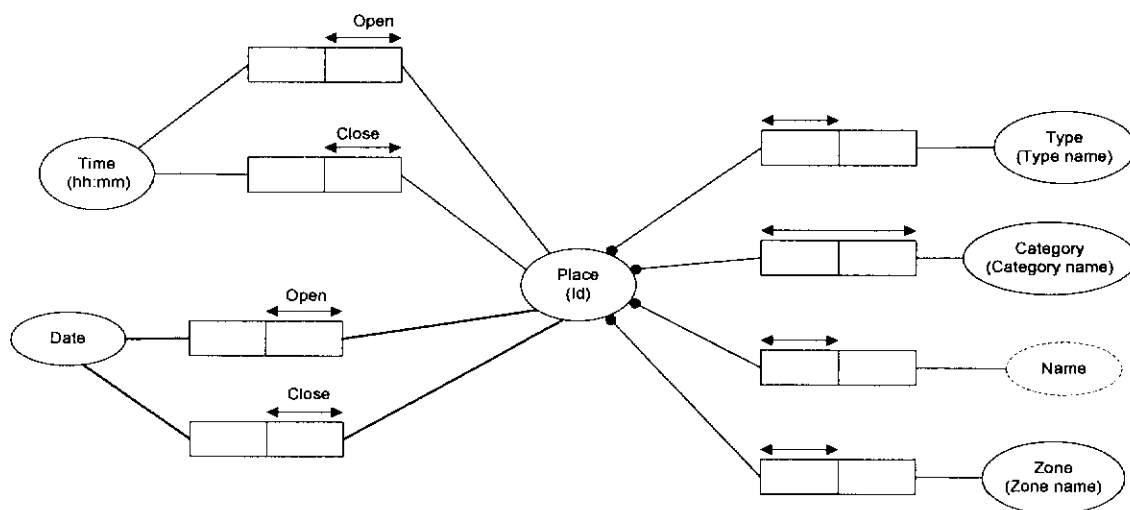 Open
Close
Time
(hh:mm)
Open
Date
Close
Place
(Id)
Type
(Type name)
Category
(Category name)
Name
Zone
(Zone name)